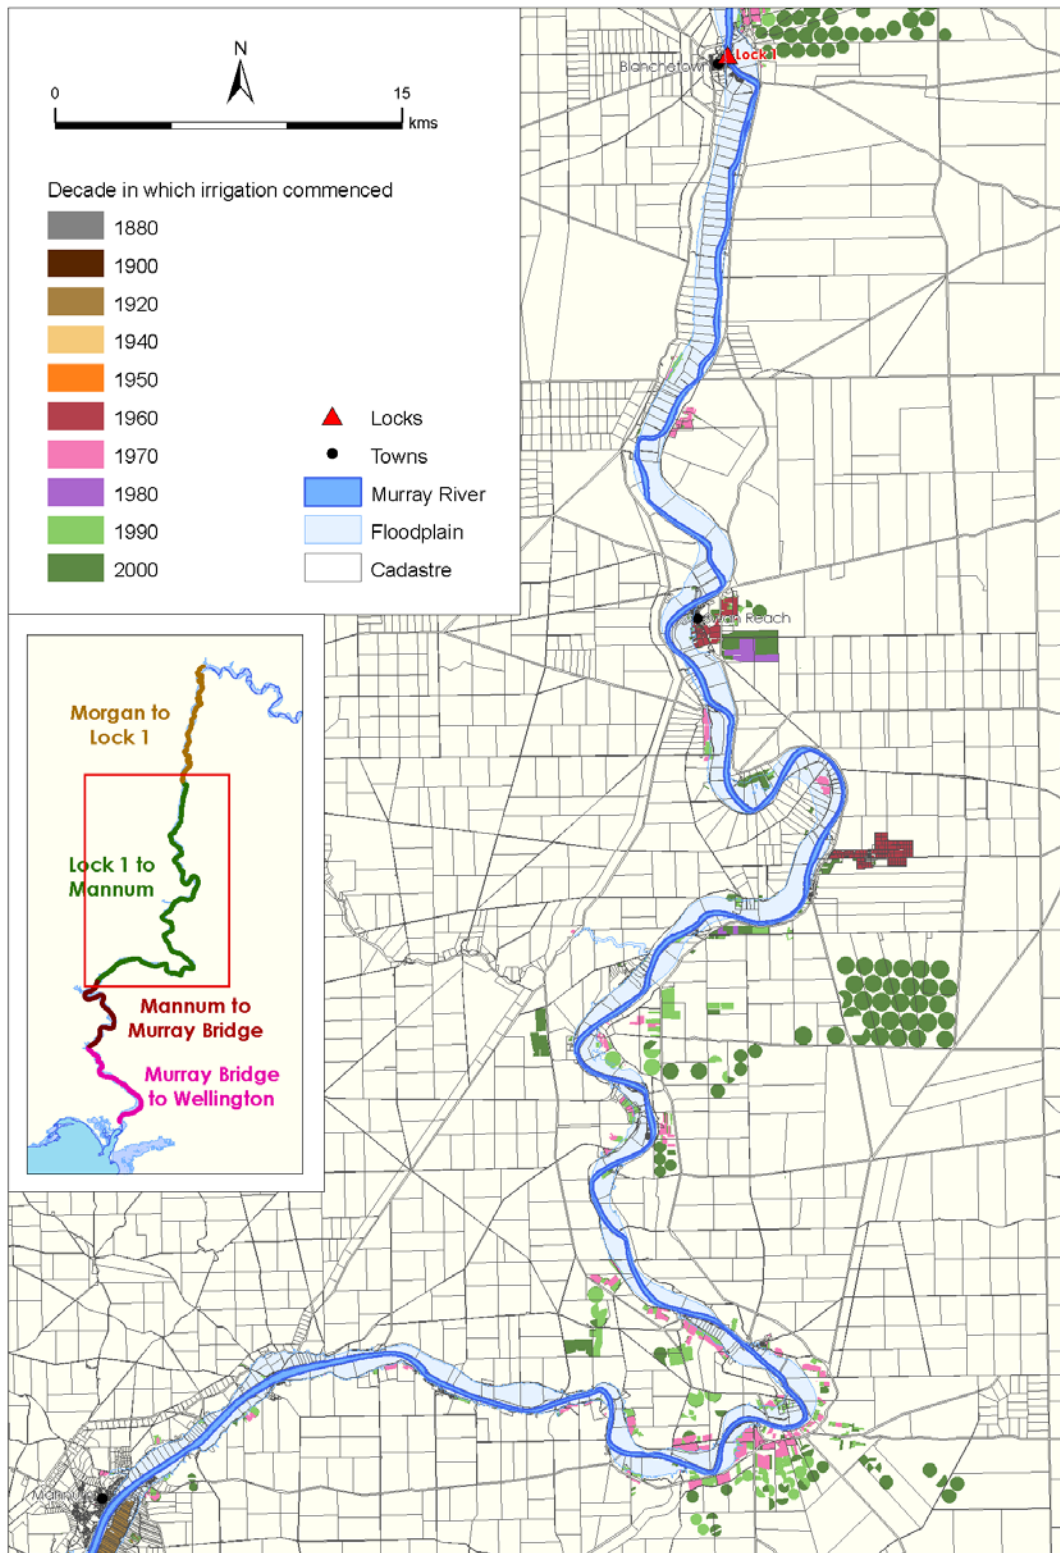 N
0 15
kms
Decade in which irrigation commenced
1880
1900
1920
1940
1950
1960
1970
1980
1990
2000
Locks
Towns
Murray River
Floodplain
Cadastre
Blanchetown
Lock 1
Swan Reach
Mannum
Morgan to
Lock 1
Lock 1 to
Mannum
Mannum to
Murray Bridge
Murray Bridge
to Wellington